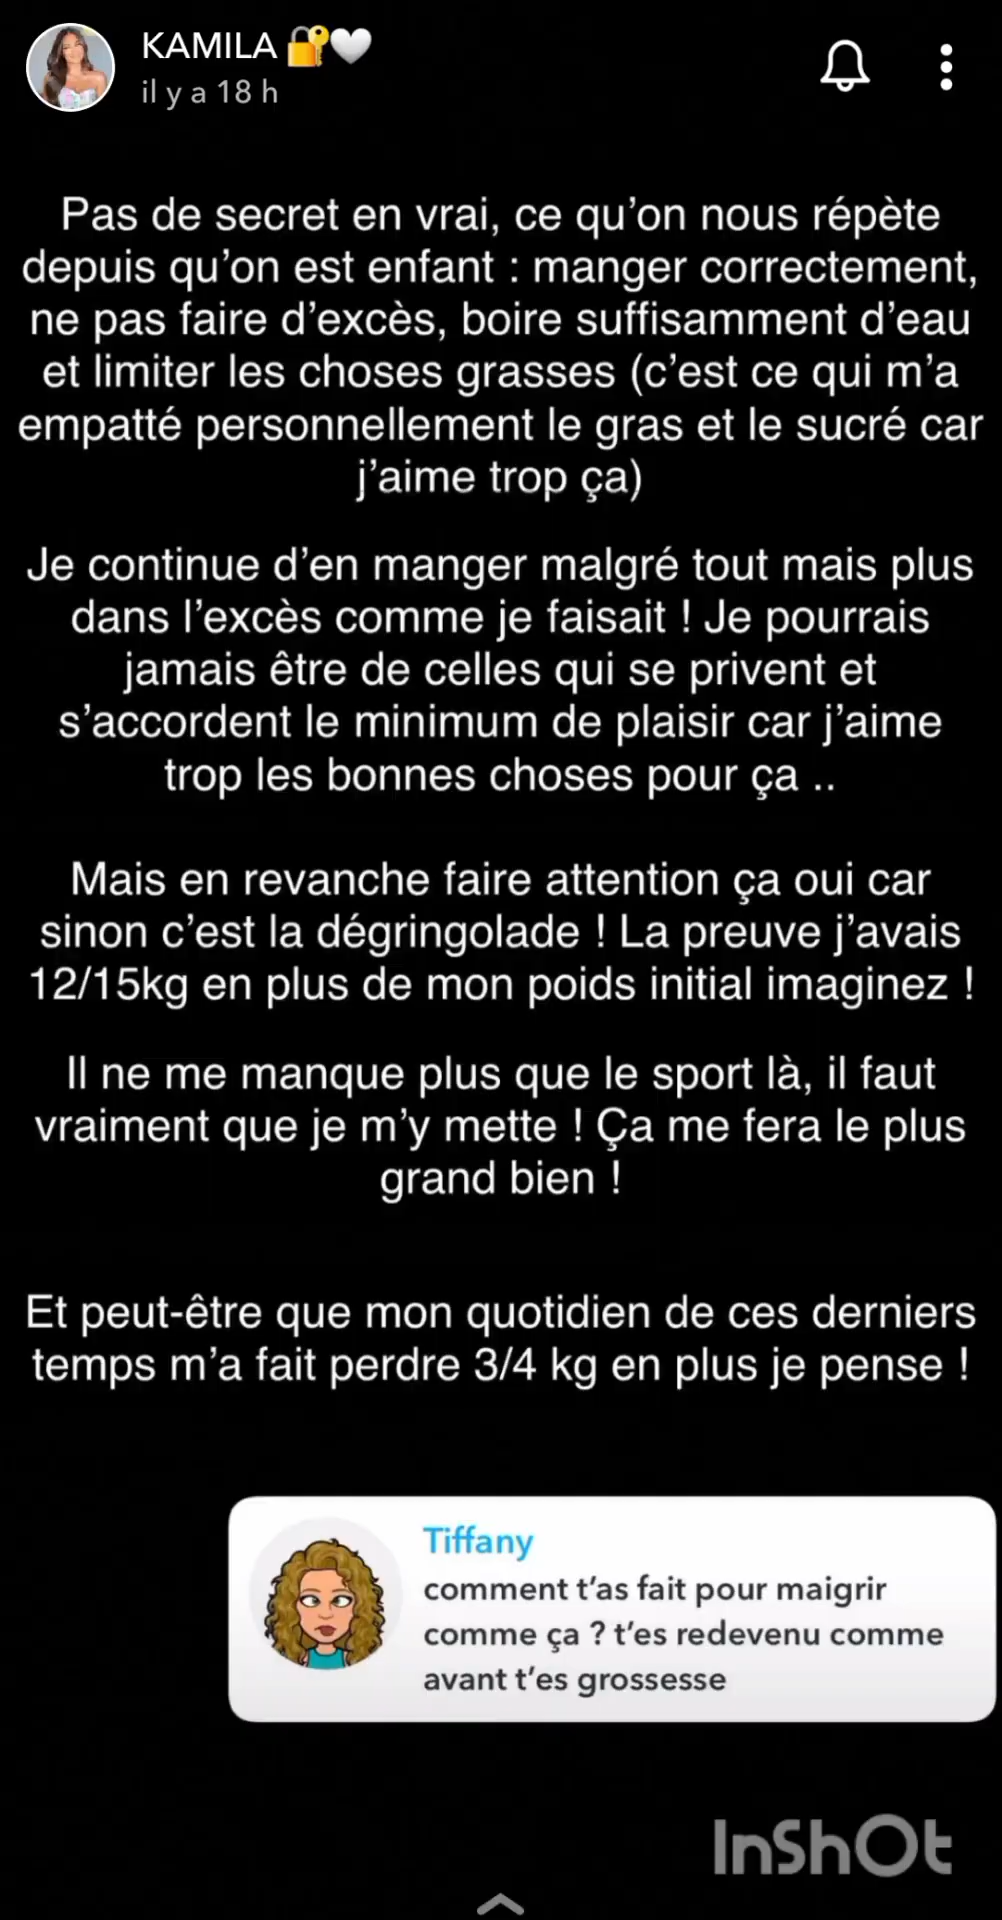 KAMILA 🔐🤍
il y a 18 h
Pas de secret en vrai, ce qu’on nous répète
depuis qu’on est enfant : manger correctement,
ne pas faire d’excès, boire suffisamment d’eau
et limiter les choses grasses (c’est ce qui m’a
empatté personnellement le gras et le sucré car
j’aime trop ça)
Je continue d’en manger malgré tout mais plus
dans l’excès comme je faisait ! Je pourrais
jamais être de celles qui se privent et
s’accordent le minimum de plaisir car j’aime
trop les bonnes choses pour ça ..
Mais en revanche faire attention ça oui car
sinon c’est la dégringolade ! La preuve j’avais
12/15kg en plus de mon poids initial imaginez !
Il ne me manque plus que le sport là, il faut
vraiment que je m’y mette ! Ça me fera le plus
grand bien !
Et peut-être que mon quotidien de ces derniers
temps m’a fait perdre 3/4 kg en plus je pense !
Tiffany
comment t’as fait pour maigrir
comme ça ? t’es redevenu comme
avant t’es grossesse
InShOt